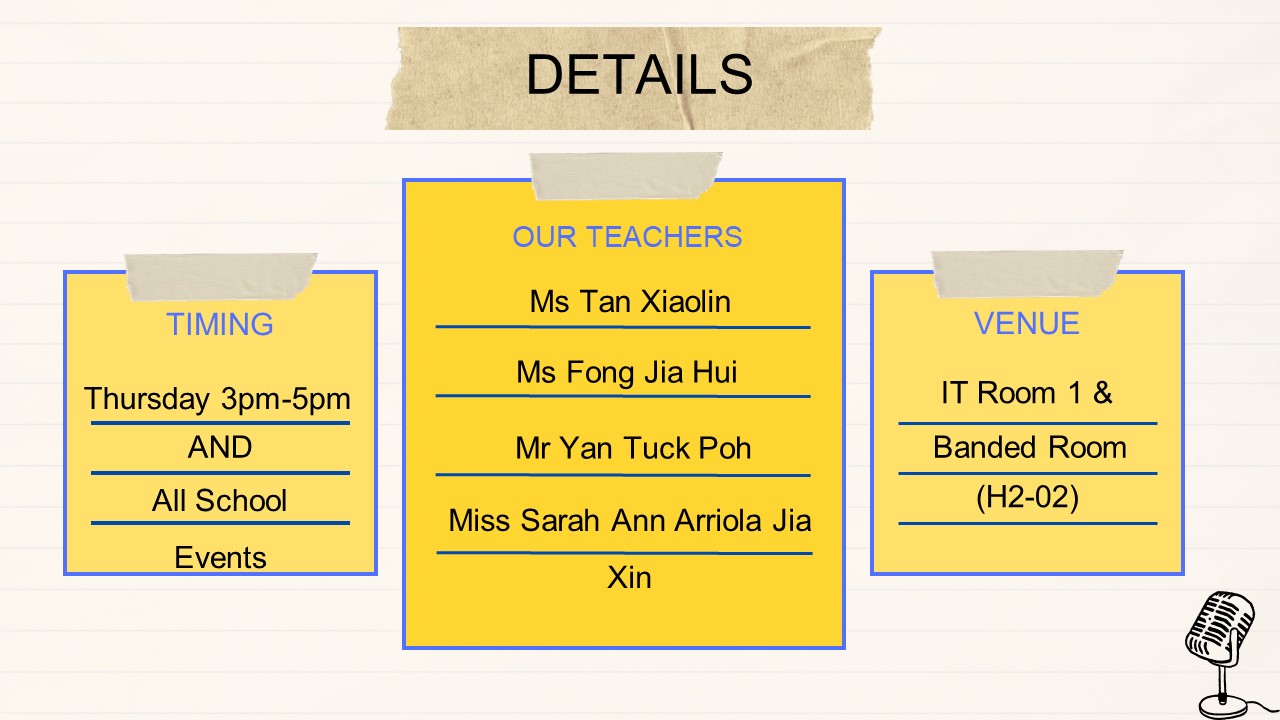 DETAILS
TIMING
Thursday 3pm-5pm
AND
All School
Events
OUR TEACHERS
Ms Tan Xiaolin
Ms Fong Jia Hui
Mr Yan Tuck Poh
Miss Sarah Ann Arriola Jia
Xin
VENUE
IT Room 1 &
Banded Room
(H2-02)